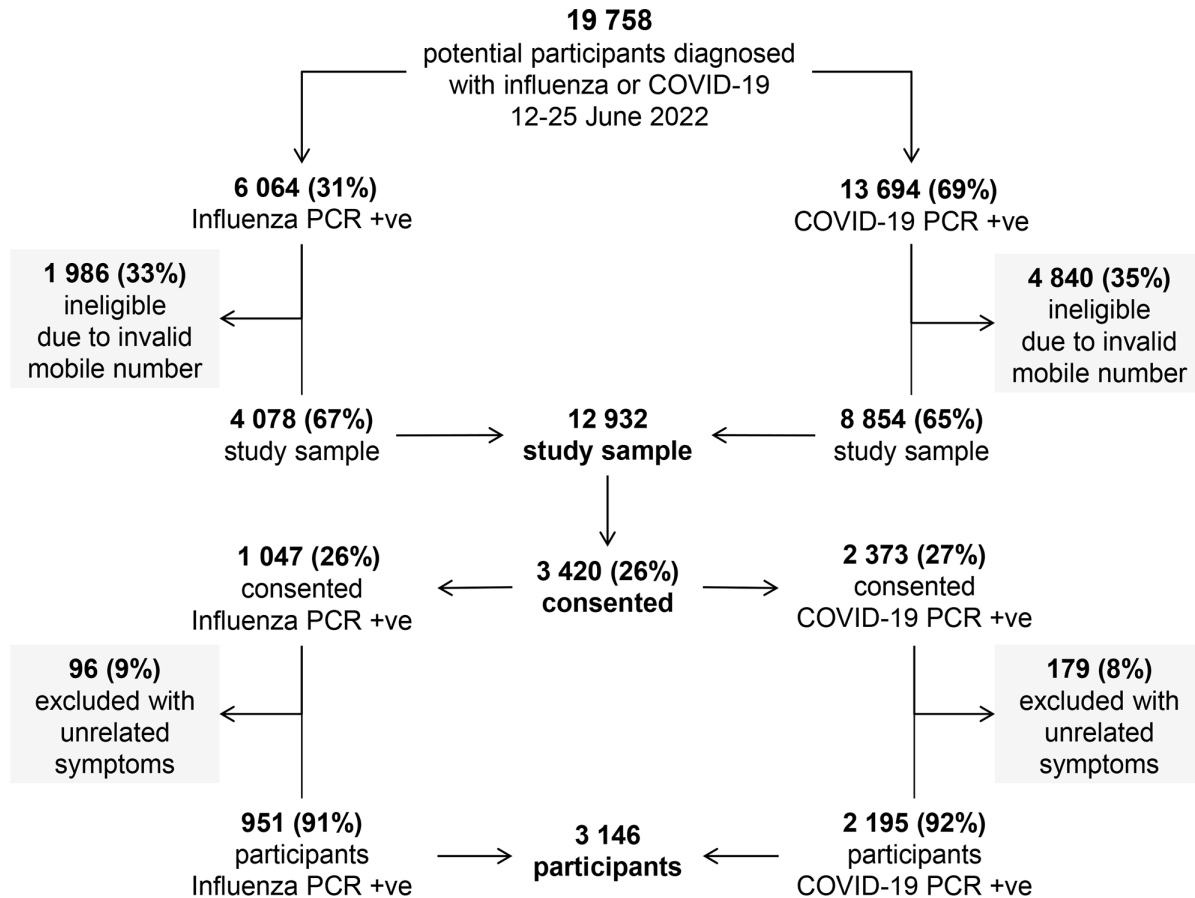 19 758
potential participants diagnosed
with influenza or COVID-19
12-25 June 2022
6 064 (31%)
Influenza PCR +ve
13 694 (69%)
COVID-19 PCR +ve
1 986 (33%)
ineligible
due to invalid
mobile number
4 840 (35%)
ineligible
due to invalid
mobile number
4 078 (67%)
study sample
12 932
study sample
8 854 (65%)
study sample
1 047 (26%)
consented
Influenza PCR +ve
3 420 (26%)
consented
2 373 (27%)
consented
COVID-19 PCR +ve
96 (9%)
excluded with
unrelated
symptoms
179 (8%)
excluded with
unrelated
symptoms
951 (91%)
participants
Influenza PCR +ve
3 146
participants
2 195 (92%)
participants
COVID-19 PCR +ve